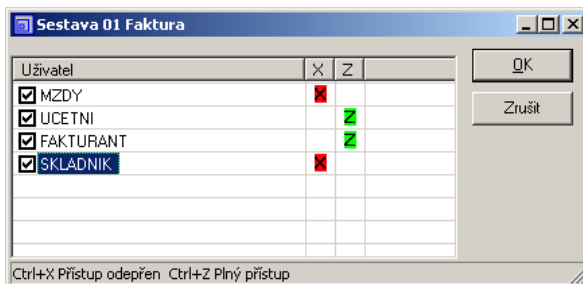 Sestava 01 Faktura
Uživatel X Z
MZDY X
UCETNI Z
FAKTURANT Z
SKLADNIK X
OK
Zrušit
Ctrl+X Přístup odepřen Ctrl+Z Plný přístup